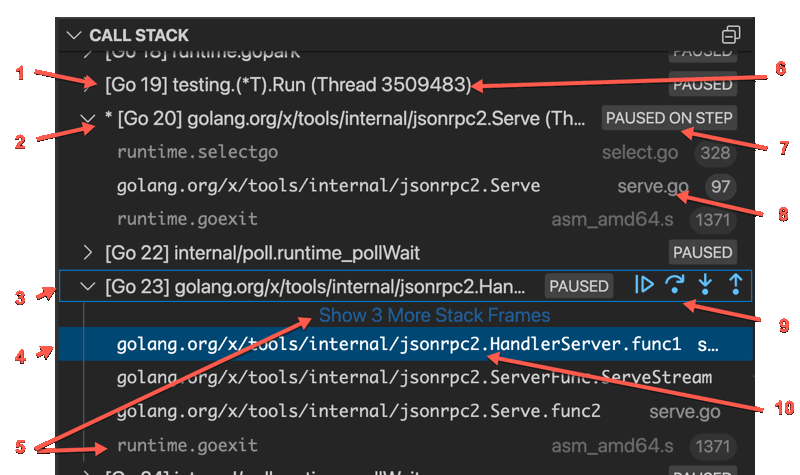 CALL STACK
[Go 18] runtime.gopark PAUSED
1 [Go 19] testing.(*T).Run (Thread 3509483) PAUSED 6
2 * [Go 20] golang.org/x/tools/internal/jsonrpc2.Serve (Th... PAUSED ON STEP 7
runtime.selectgo select.go 328
golang.org/x/tools/internal/jsonrpc2.Serve serve.go 97 8
runtime.goexit asm_amd64.s 1371
[Go 22] internal/poll.runtime_pollWait PAUSED
3 [Go 23] golang.org/x/tools/internal/jsonrpc2.Han... PAUSED 9
Show 3 More Stack Frames
4 golang.org/x/tools/internal/jsonrpc2.HandlerServer.func1 s...
golang.org/x/tools/internal/jsonrpc2.ServerFunc.ServeStream
golang.org/x/tools/internal/jsonrpc2.Serve.func2 serve.go 10
5 runtime.goexit asm_amd64.s 1371
[Go 24] internal/poll.runtime_pollWait PAUSED